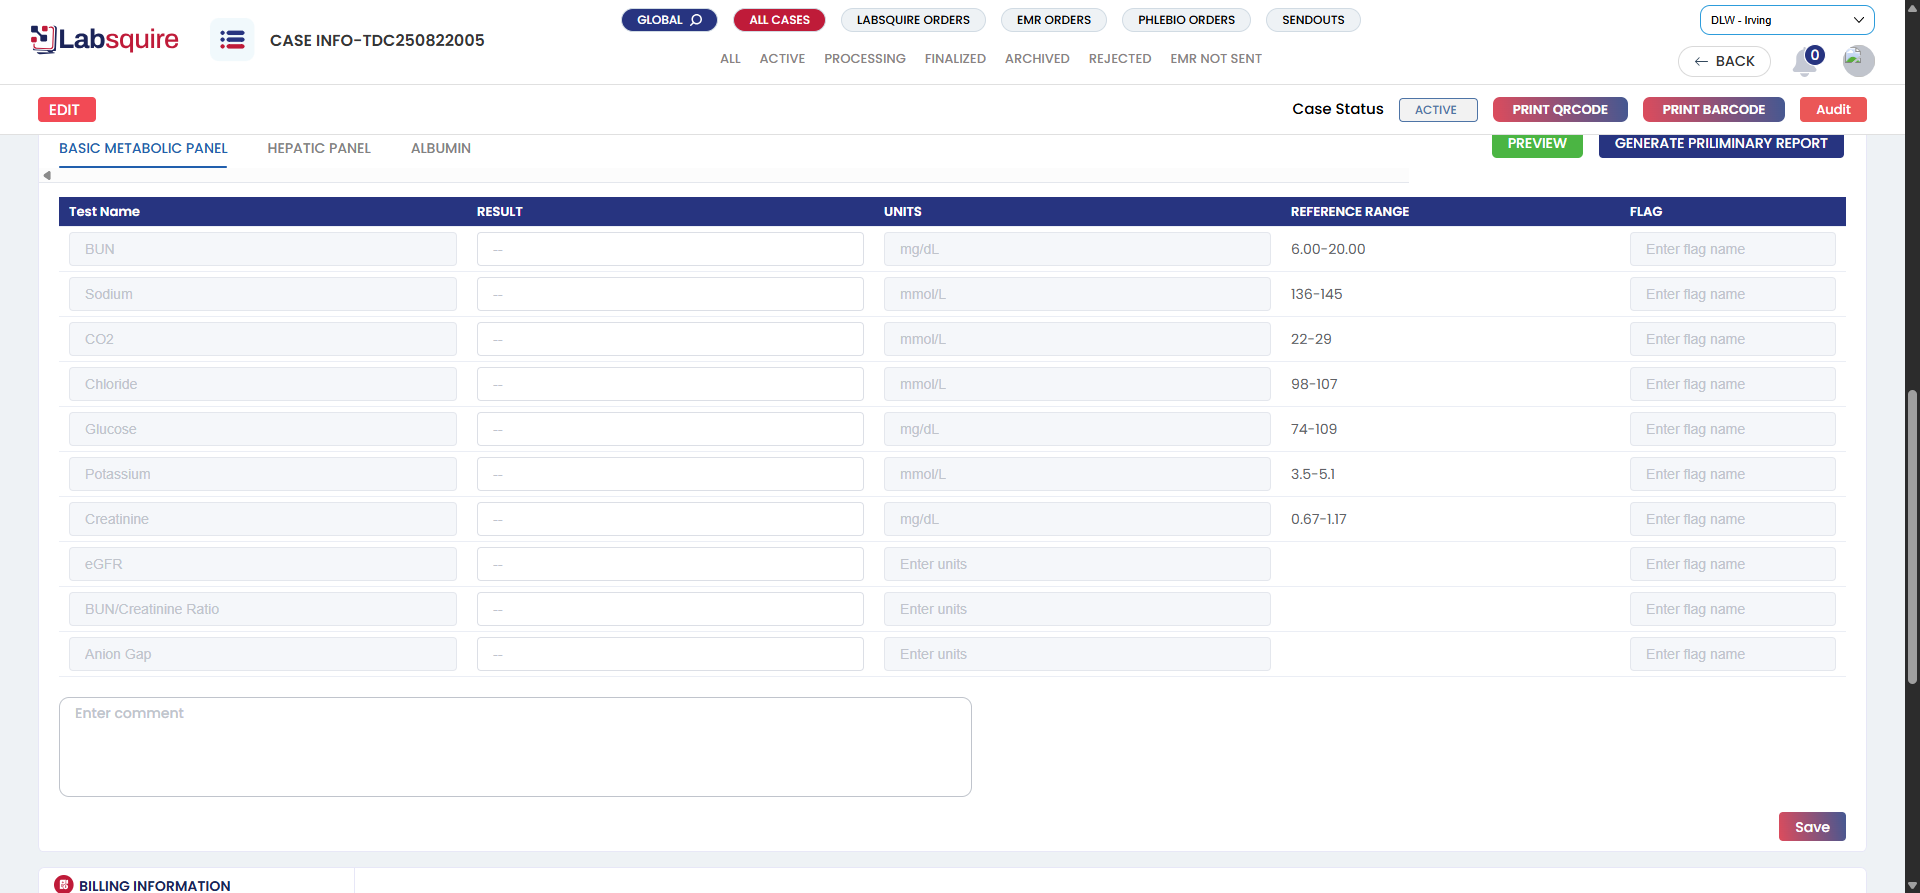 Labsquire
CASE INFO-TDC250822005
GLOBAL
ALL CASES
LABSQUIRE ORDERS
EMR ORDERS
PHLEBIO ORDERS
SENDOUTS
DLW - Irving
ALL
ACTIVE
PROCESSING
FINALIZED
ARCHIVED
REJECTED
EMR NOT SENT
BACK
0
EDIT
Case Status
ACTIVE
PRINT QRCODE
PRINT BARCODE
Audit
BASIC METABOLIC PANEL
HEPATIC PANEL
ALBUMIN
PREVIEW
GENERATE PRILIMINARY REPORT
Test Name RESULT UNITS REFERENCE RANGE FLAG
BUN -- mg/dL 6.00-20.00 Enter flag name
Sodium -- mmol/L 136-145 Enter flag name
CO2 -- mmol/L 22-29 Enter flag name
Chloride -- mmol/L 98-107 Enter flag name
Glucose -- mg/dL 74-109 Enter flag name
Potassium -- mmol/L 3.5-5.1 Enter flag name
Creatinine -- mg/dL 0.67-1.17 Enter flag name
eGFR -- Enter units Enter flag name
BUN/Creatinine Ratio -- Enter units Enter flag name
Anion Gap -- Enter units Enter flag name
Enter comment
Save
BILLING INFORMATION